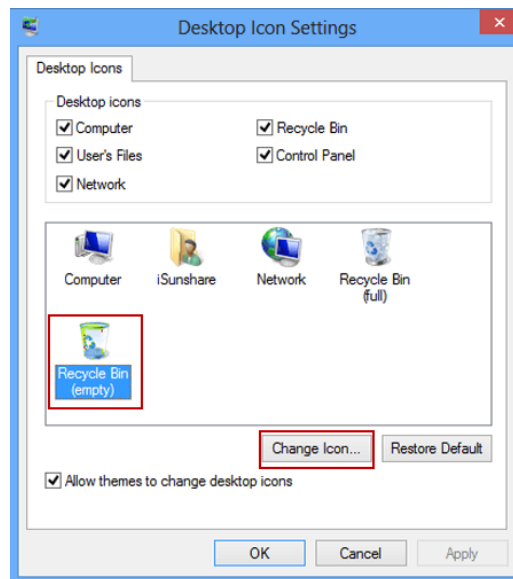 Desktop Icon Settings
Desktop Icons
Desktop icons
Computer
Recycle Bin
User's Files
Control Panel
Network
Computer
iSunshare
Network
Recycle Bin
(full)
Recycle Bin
(empty)
Change Icon...
Restore Default
Allow themes to change desktop icons
OK
Cancel
Apply